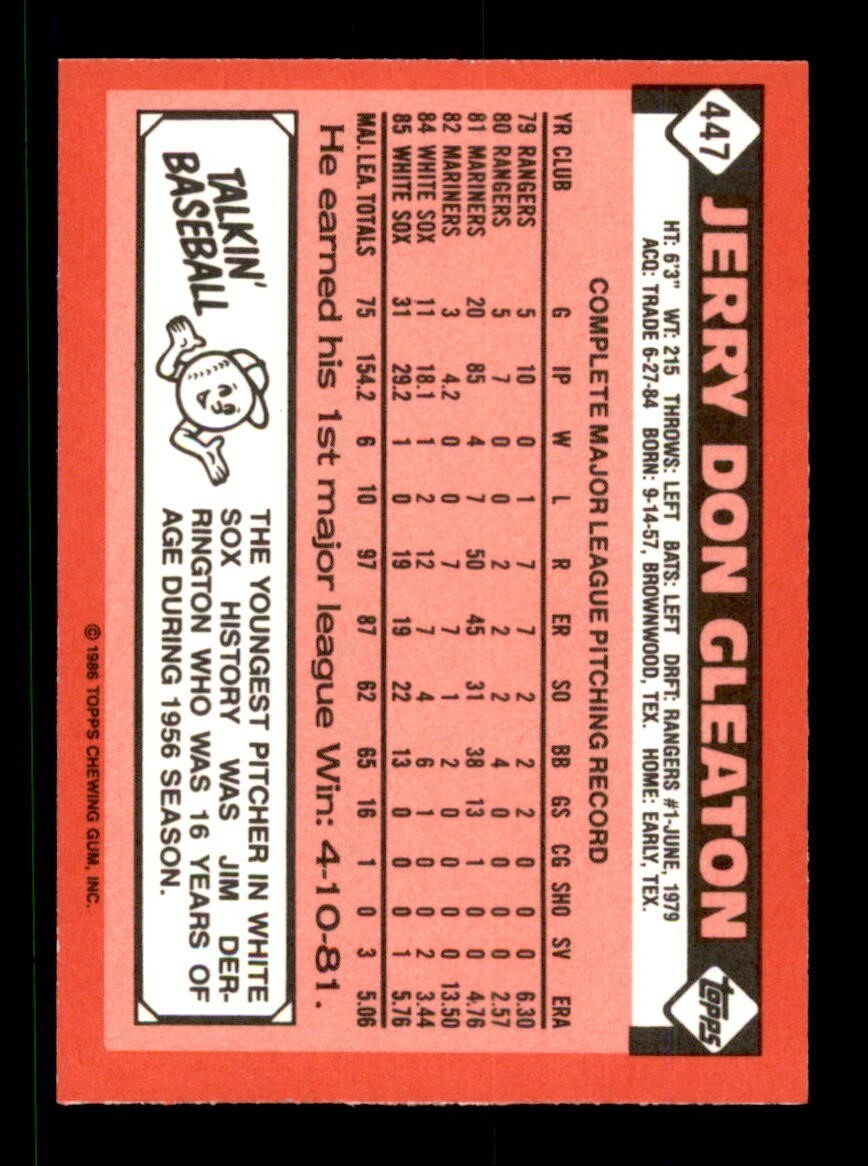 447 JERRY DON GLEATON topps
HT: 6'3" WT: 215 THROWS: LEFT BATS: LEFT DRFT: RANGERS #1-JUNE, 1979
ACQ: TRADE 6-27-84 BORN: 9-14-57, BROWNWOOD, TEX. HOME: EARLY, TEX.
COMPLETE MAJOR LEAGUE PITCHING RECORD
YR CLUB G IP W L R ER SO BB GS CG SHO SV ERA
79 RANGERS 5 10 0 1 7 7 2 2 2 0 0 0 6.30
80 RANGERS 5 7 0 0 2 2 2 4 0 0 0 0 2.57
81 MARINERS 20 85 4 7 50 45 31 38 13 1 0 0 4.76
82 MARINERS 3 4.2 0 0 7 7 1 2 0 0 0 0 13.50
84 WHITE SOX 11 18.1 1 2 12 7 4 6 1 0 0 2 3.44
85 WHITE SOX 31 29.2 1 0 19 19 22 13 0 0 0 1 5.76
MAJ. LEA. TOTALS 75 154.2 6 10 97 87 62 65 16 1 0 3 5.06
He earned his 1st major league Win: 4-10-81.
TALKIN'
BASEBALL
THE YOUNGEST PITCHER IN WHITE
SOX HISTORY WAS JIM DER-
RINGTON WHO WAS 16 YEARS OF
AGE DURING 1956 SEASON.
© 1986 TOPPS CHEWING GUM, INC.